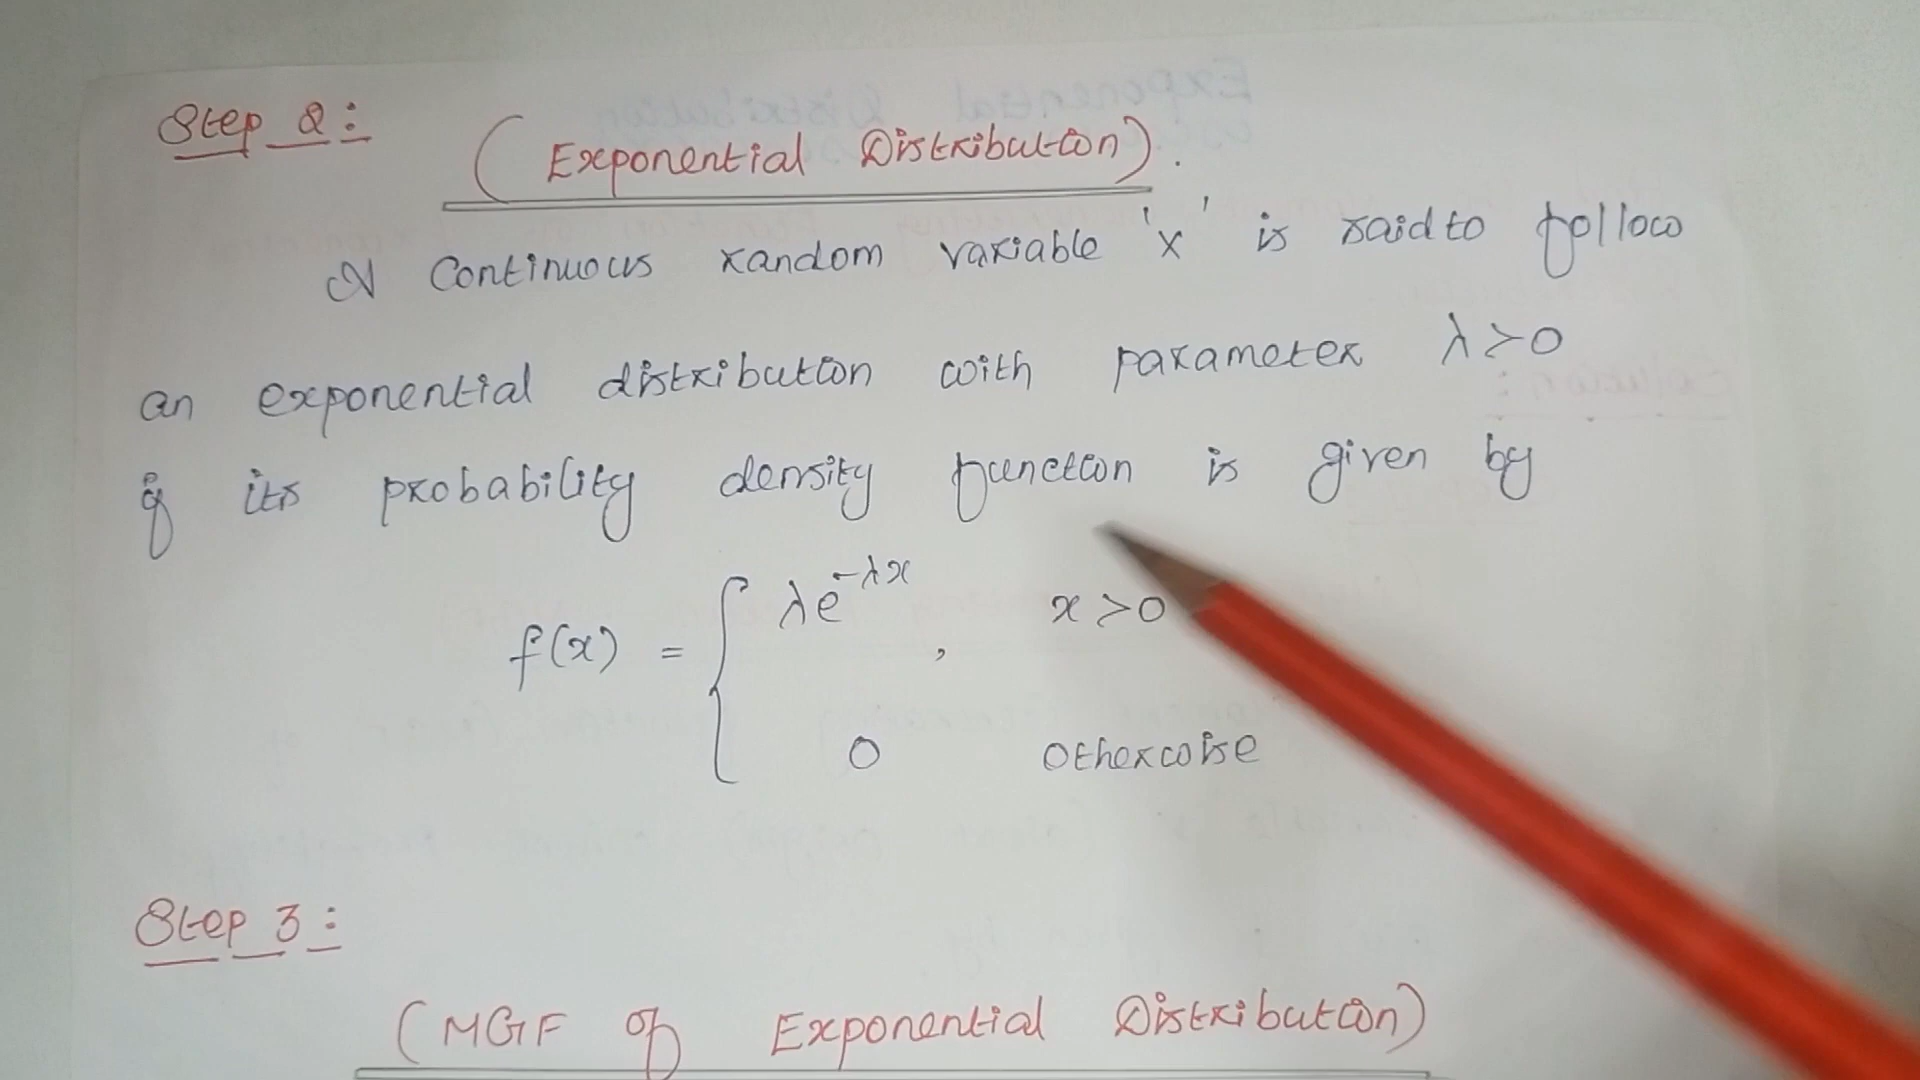 Step 2:
(Exponential Distribution).
A Continuous random variable 'x' is said to follow
an exponential distribution with parameter λ>0
if its probability density function is given by
f(x) = { λe^{-λx} , x>0
0 otherwise
Step 3:
(MGF of Exponential Distribution)